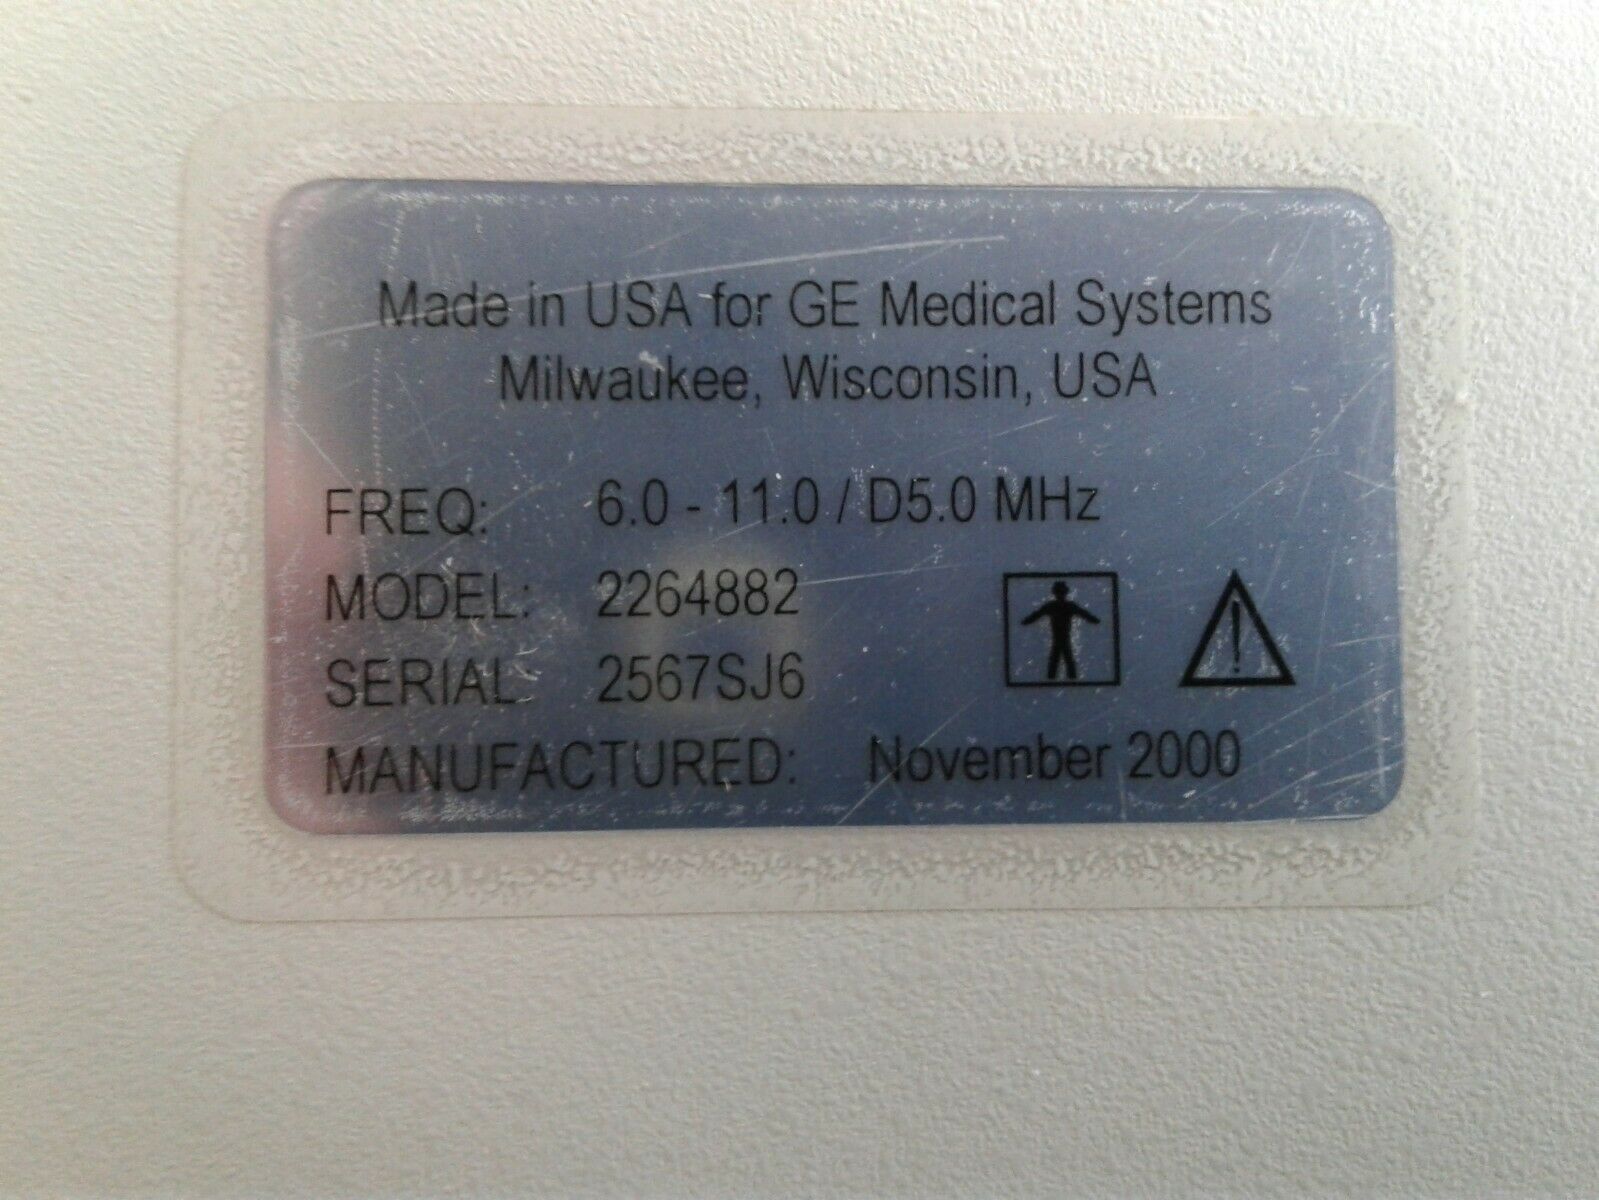 Made in USA for GE Medical Systems
Milwaukee, Wisconsin, USA
FREQ: 6.0 - 11.0 / D5.0 MHz
MODEL: 2264882
SERIAL: 2567SJ6
MANUFACTURED: November 2000